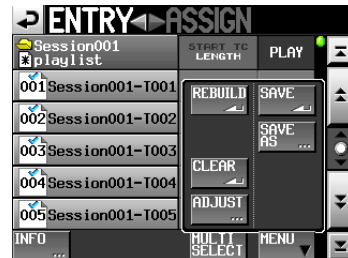 ENTRY ASSIGN
Session001
playlist
START TC
LENGTH
PLAY
001 Session001-T001
002 Session001-T002
003 Session001-T003
004 Session001-T004
005 Session001-T005
REBUILD
SAVE
SAVE
AS ...
CLEAR
ADJUST
...
INFO
...
MULTI
SELECT
MENU